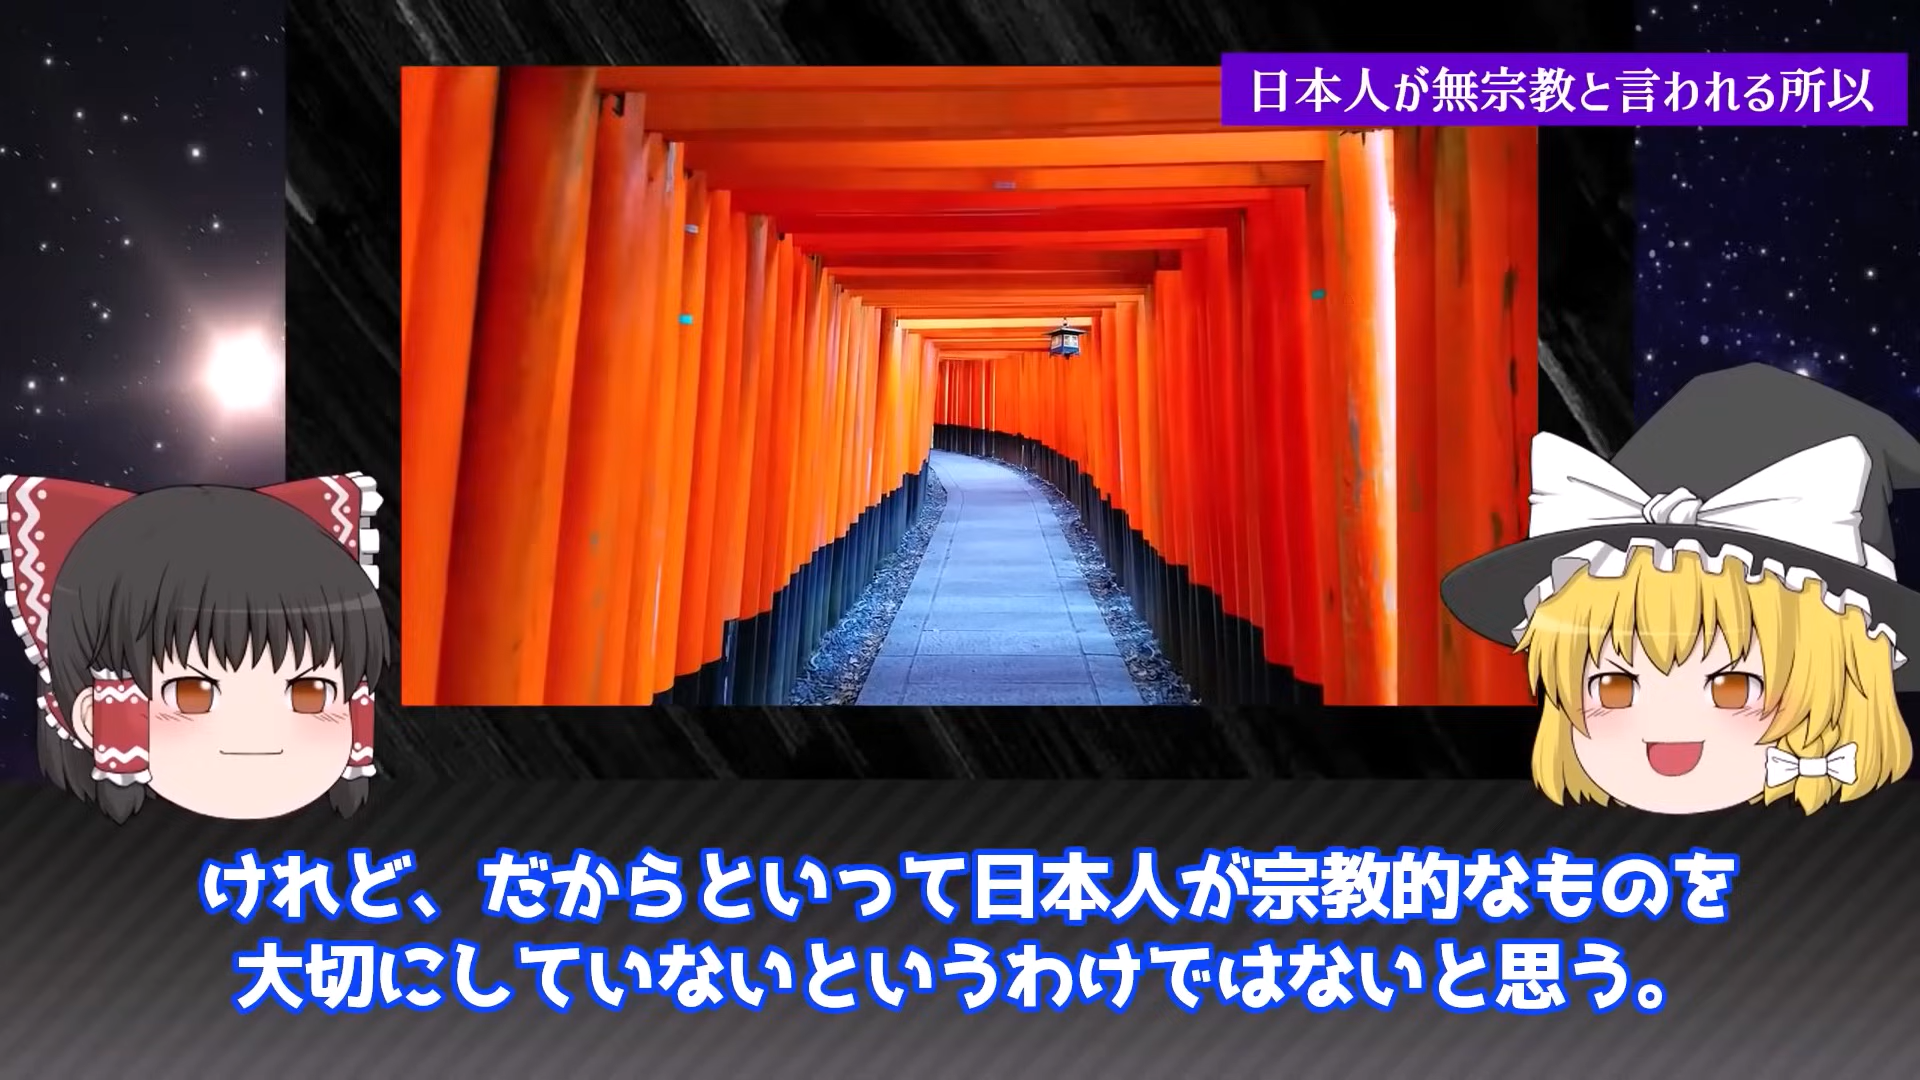 日本人が無宗教と言われる所以
けれど、だからといって日本人が宗教的なものを
大切にしていないというわけではないと思う。